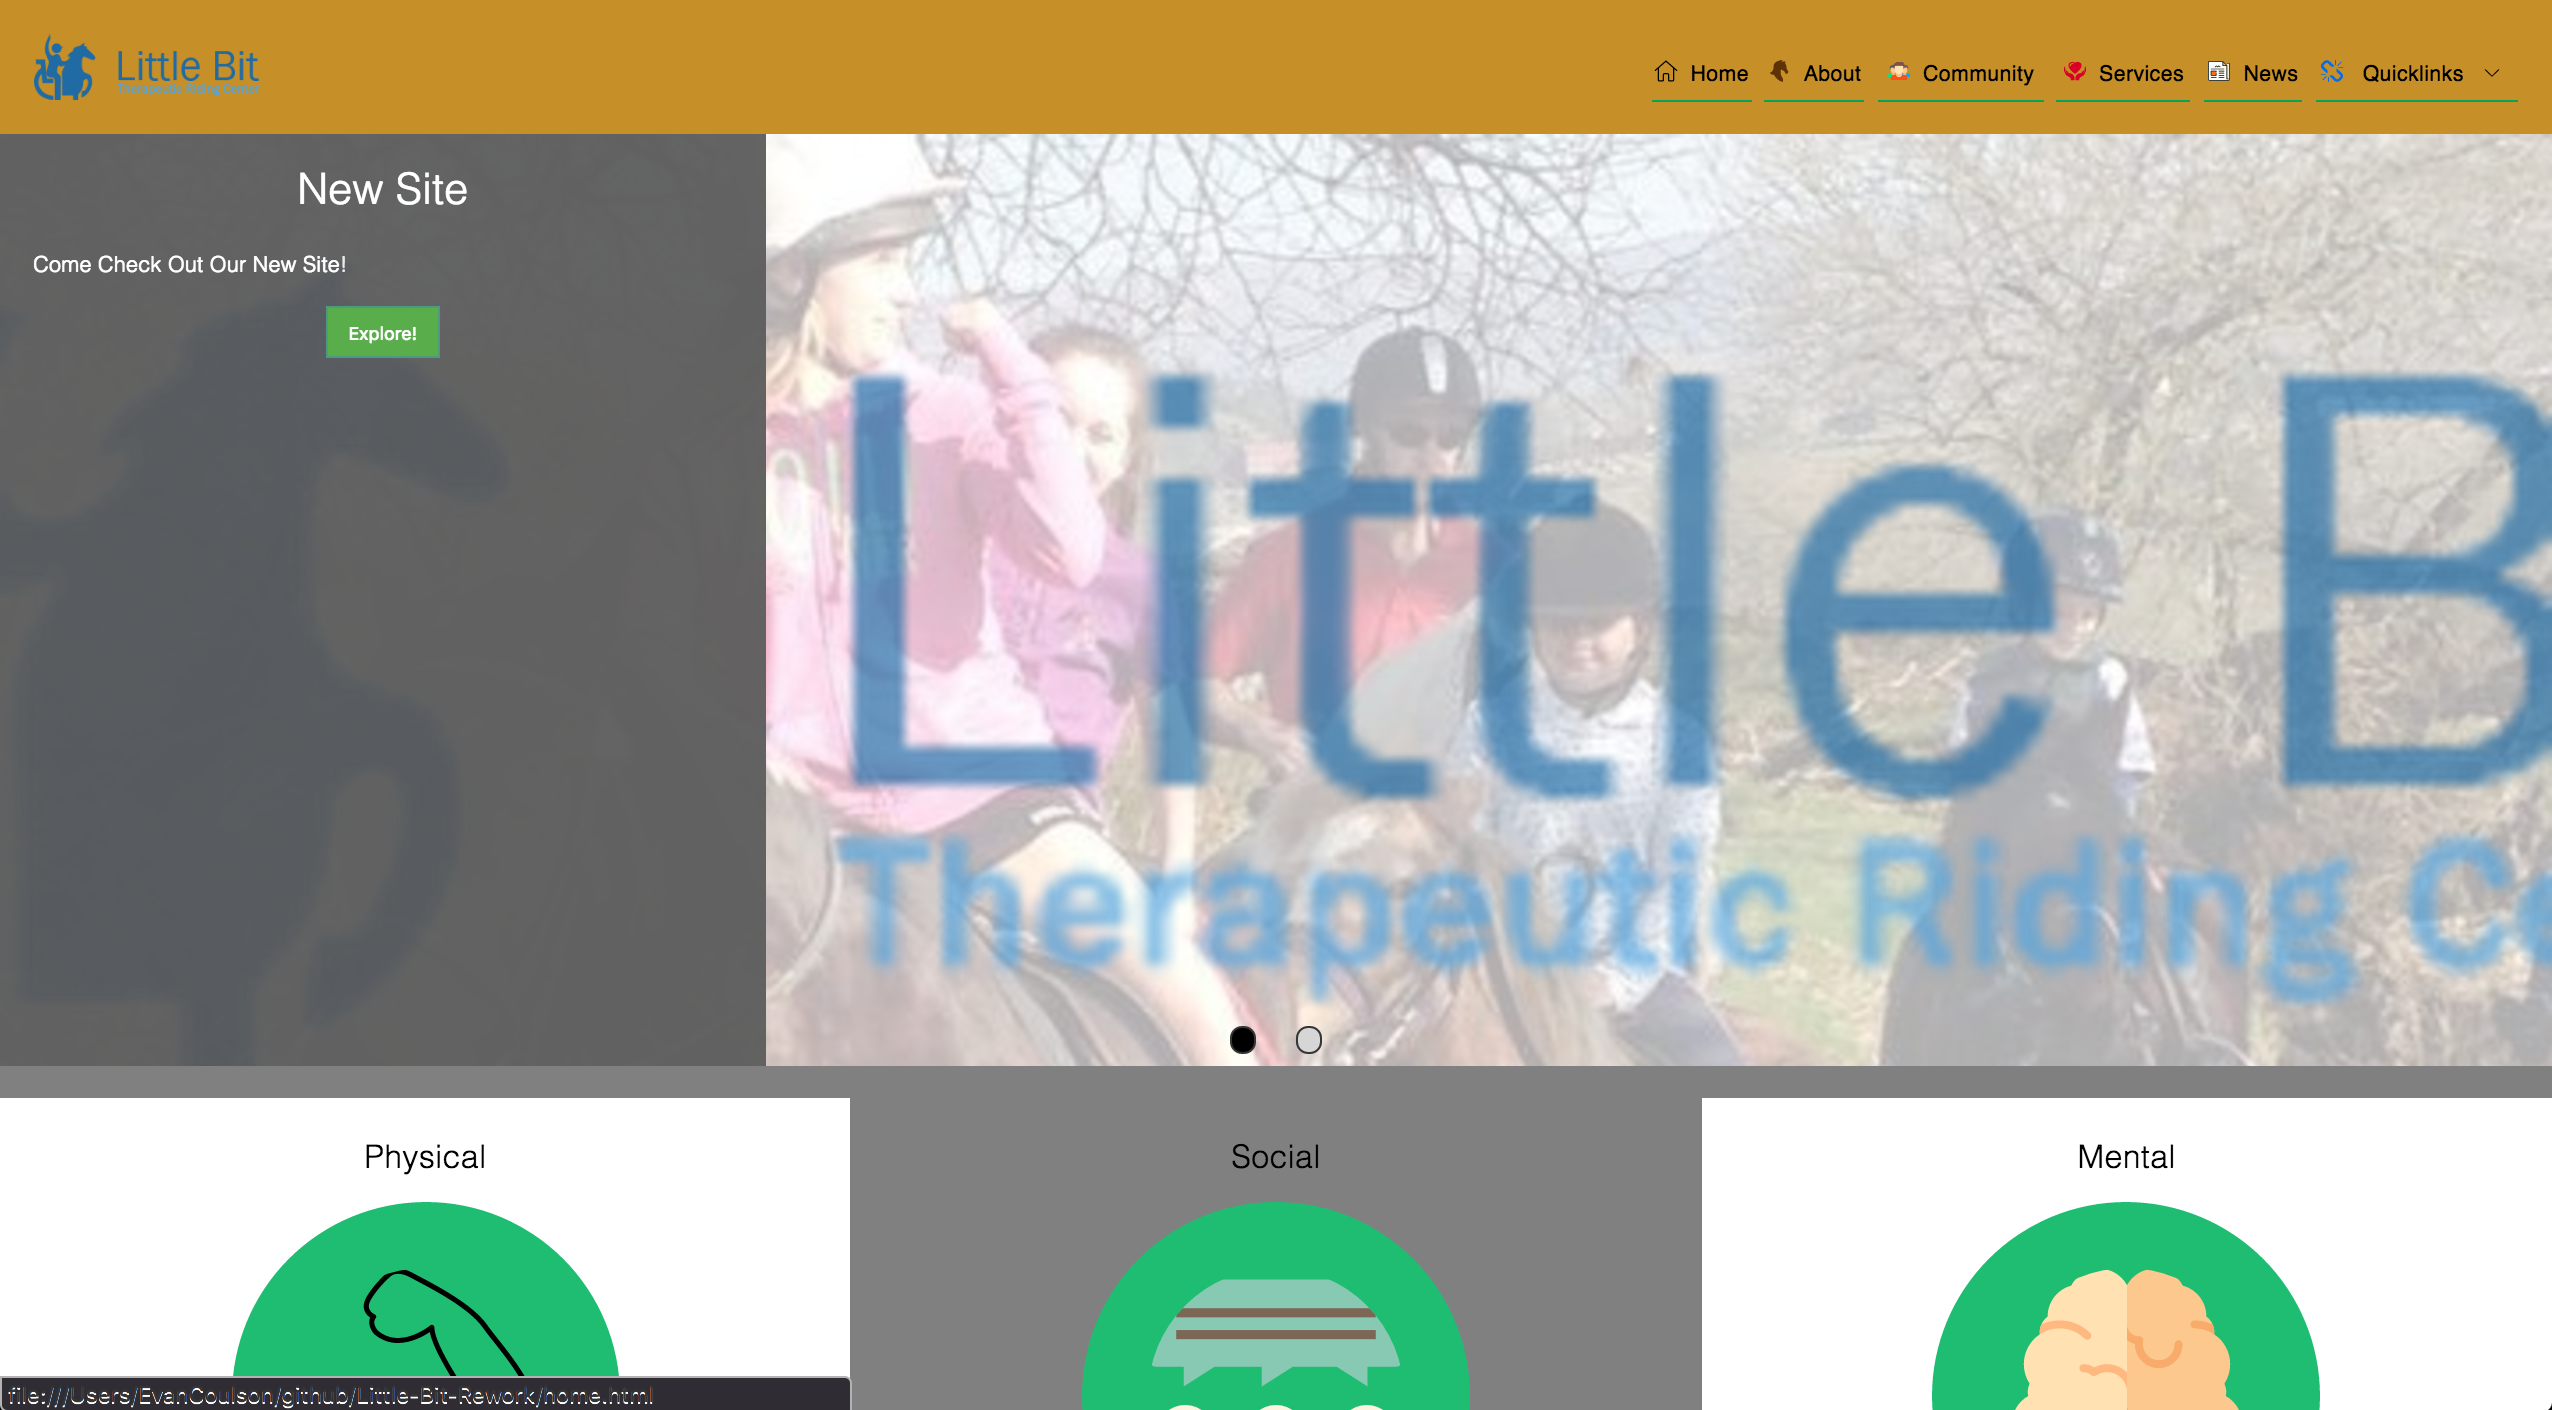 Little Bit
Therapeutic Riding Center
Home About Community Services News Quicklinks
New Site
Come Check Out Our New Site!
Explore!
Little B
Therapeutic Riding Ce
Physical Social Mental
file:///Users/EvanCoulson/github/Little-Bit-Rework/home.html